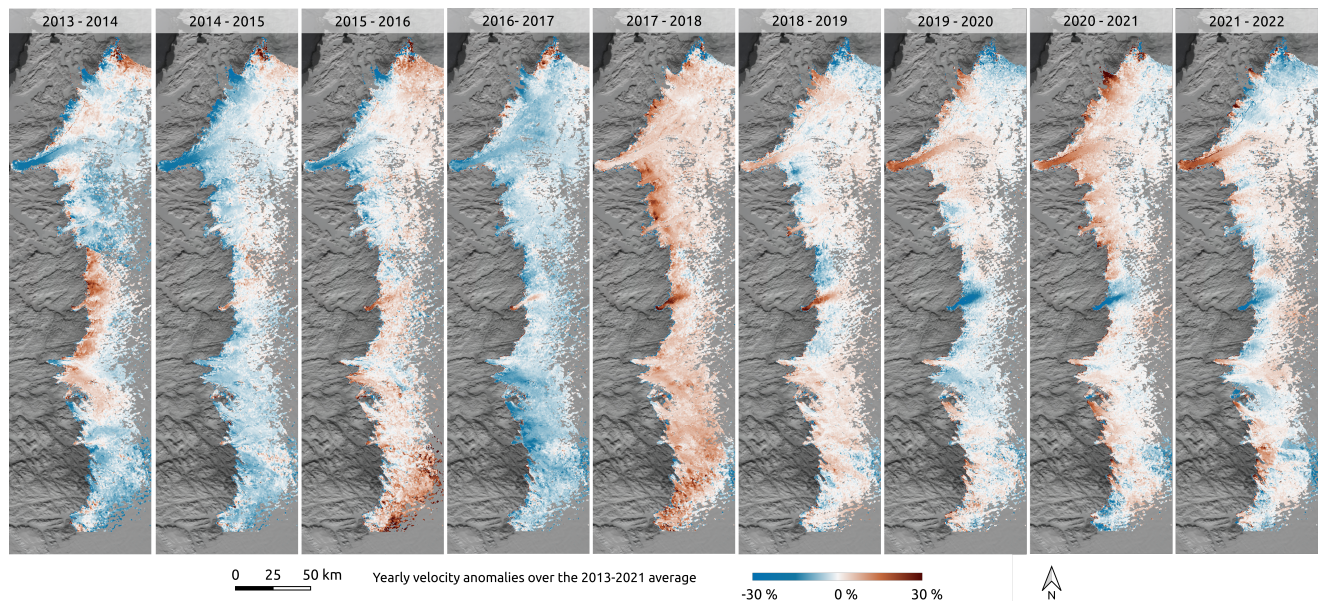 2013 - 2014
2014 - 2015
2015 - 2016
2016- 2017
2017 - 2018
2018 - 2019
2019 - 2020
2020 - 2021
2021 - 2022
0 25 50 km
Yearly velocity anomalies over the 2013-2021 average
-30 % 0 % 30 %
N